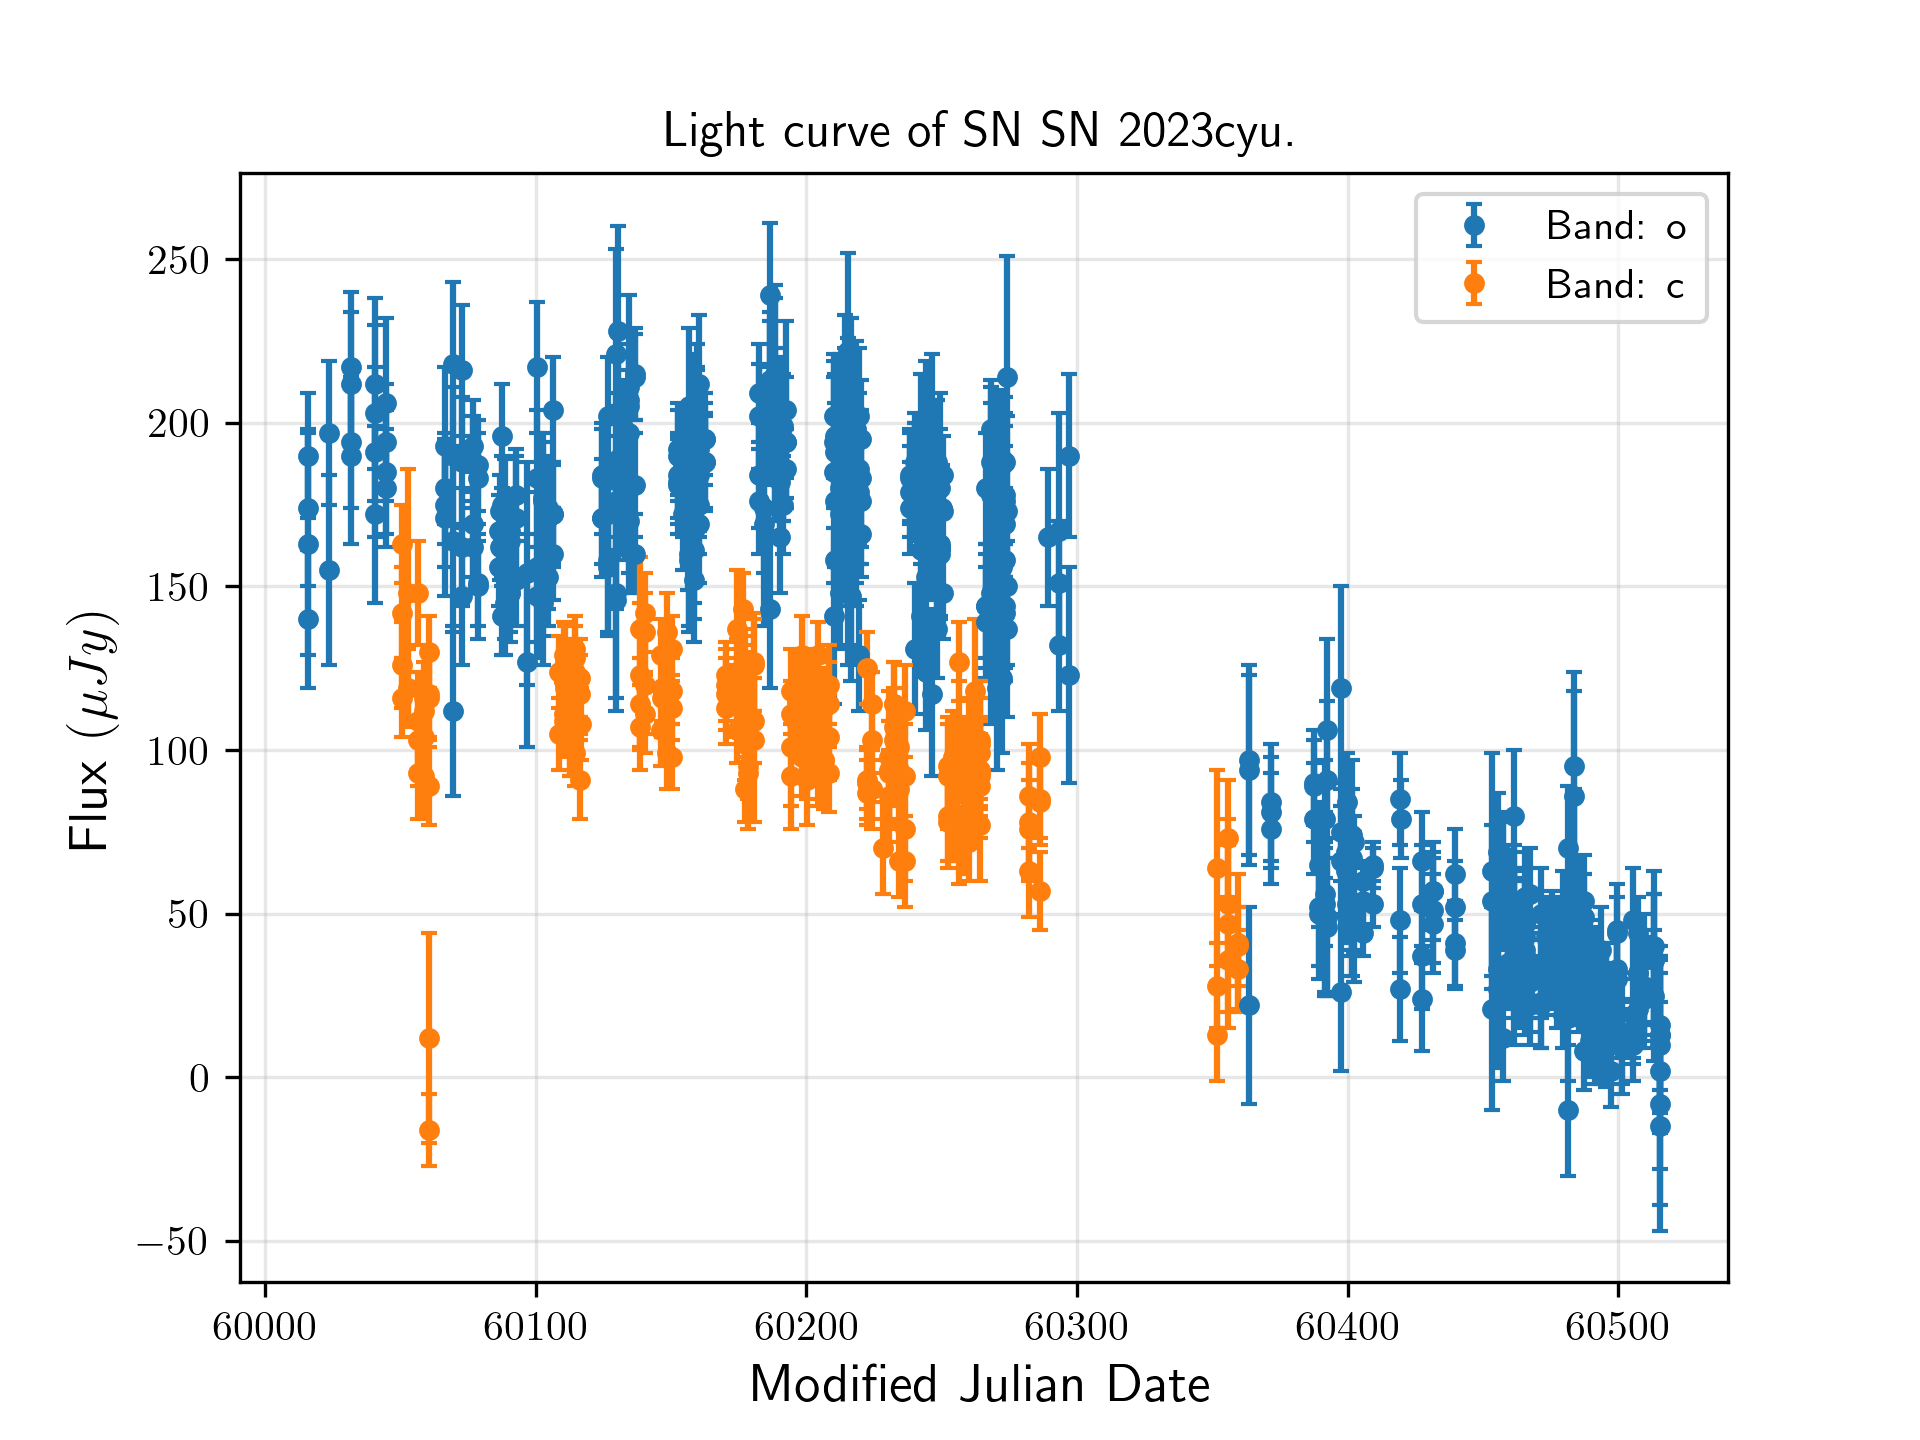 Light curve of SN SN 2023cyu.
Band: o
Band: c
Flux (μJy)
250
200
150
100
50
0
−50
60000 60100 60200 60300 60400 60500
Modified Julian Date